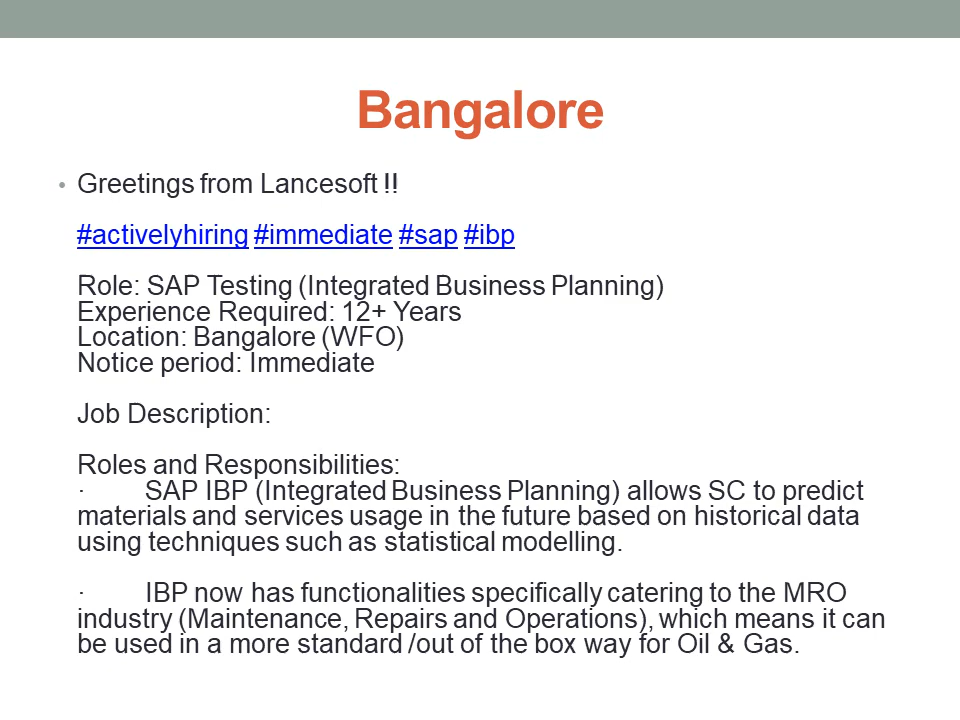 Bangalore
• Greetings from Lancesoft !!
#activelyhiring #immediate #sap #ibp
Role: SAP Testing (Integrated Business Planning)
Experience Required: 12+ Years
Location: Bangalore (WFO)
Notice period: Immediate
Job Description:
Roles and Responsibilities:
· SAP IBP (Integrated Business Planning) allows SC to predict
materials and services usage in the future based on historical data
using techniques such as statistical modelling.
· IBP now has functionalities specifically catering to the MRO
industry (Maintenance, Repairs and Operations), which means it can
be used in a more standard /out of the box way for Oil & Gas.